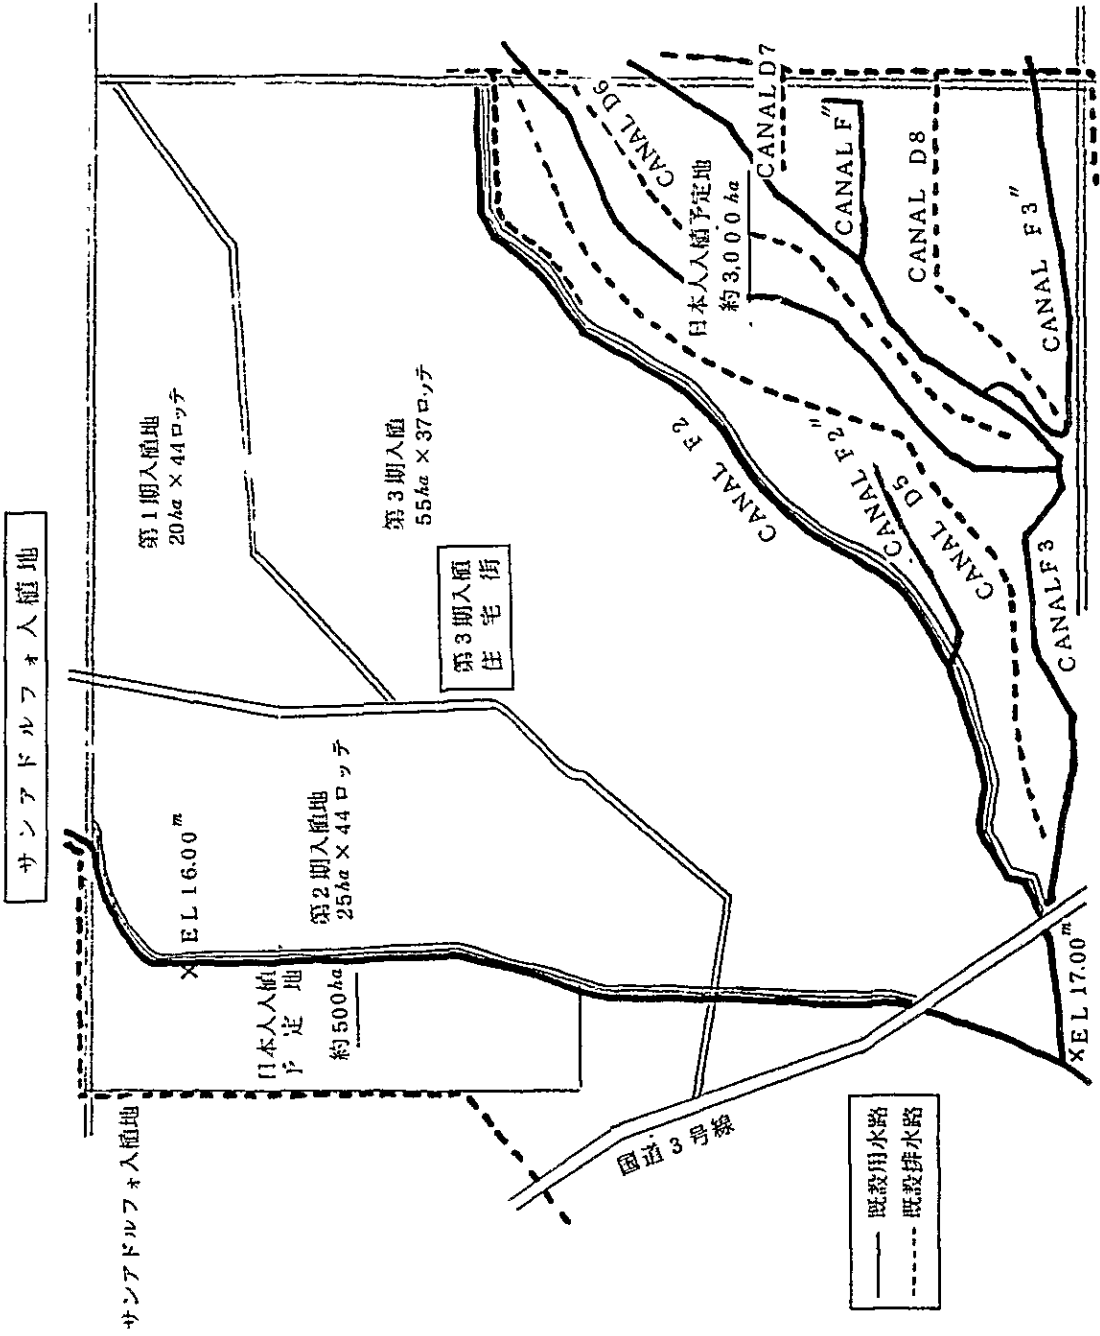 サンアドルフォ入植地
サンアドルフォ入植地
第1期入植地
20ha × 44ロッテ
× EL 16.00m
第2期入植地
25ha × 44ロッテ
日本人入植
予定地
約500ha
第3期入植
55ha × 37ロッテ
第3期入植
住宅街
国道3号線
CANAL F2
CANAL F2″
CANAL D5
CANAL D6
日本人入植予定地
約3,000ha
CANAL D7
CANAL F″
CANAL D8
CANAL F3″
CANAL F3
×EL 17.00m
既設用水路
既設排水路